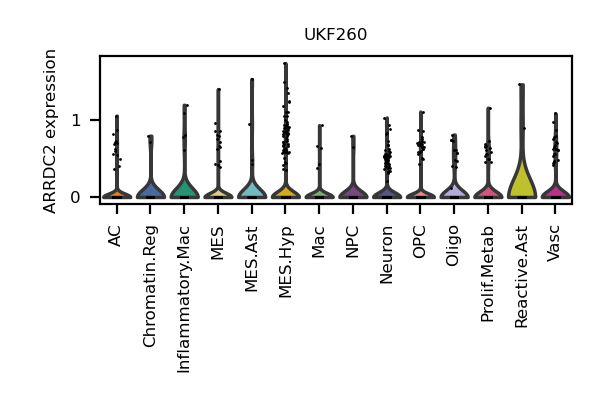 UKF260
ARRDC2 expression
1
0
AC
Chromatin.Reg
Inflammatory.Mac
MES
MES.Ast
MES.Hyp
Mac
NPC
Neuron
OPC
Oligo
Prolif.Metab
Reactive.Ast
Vasc